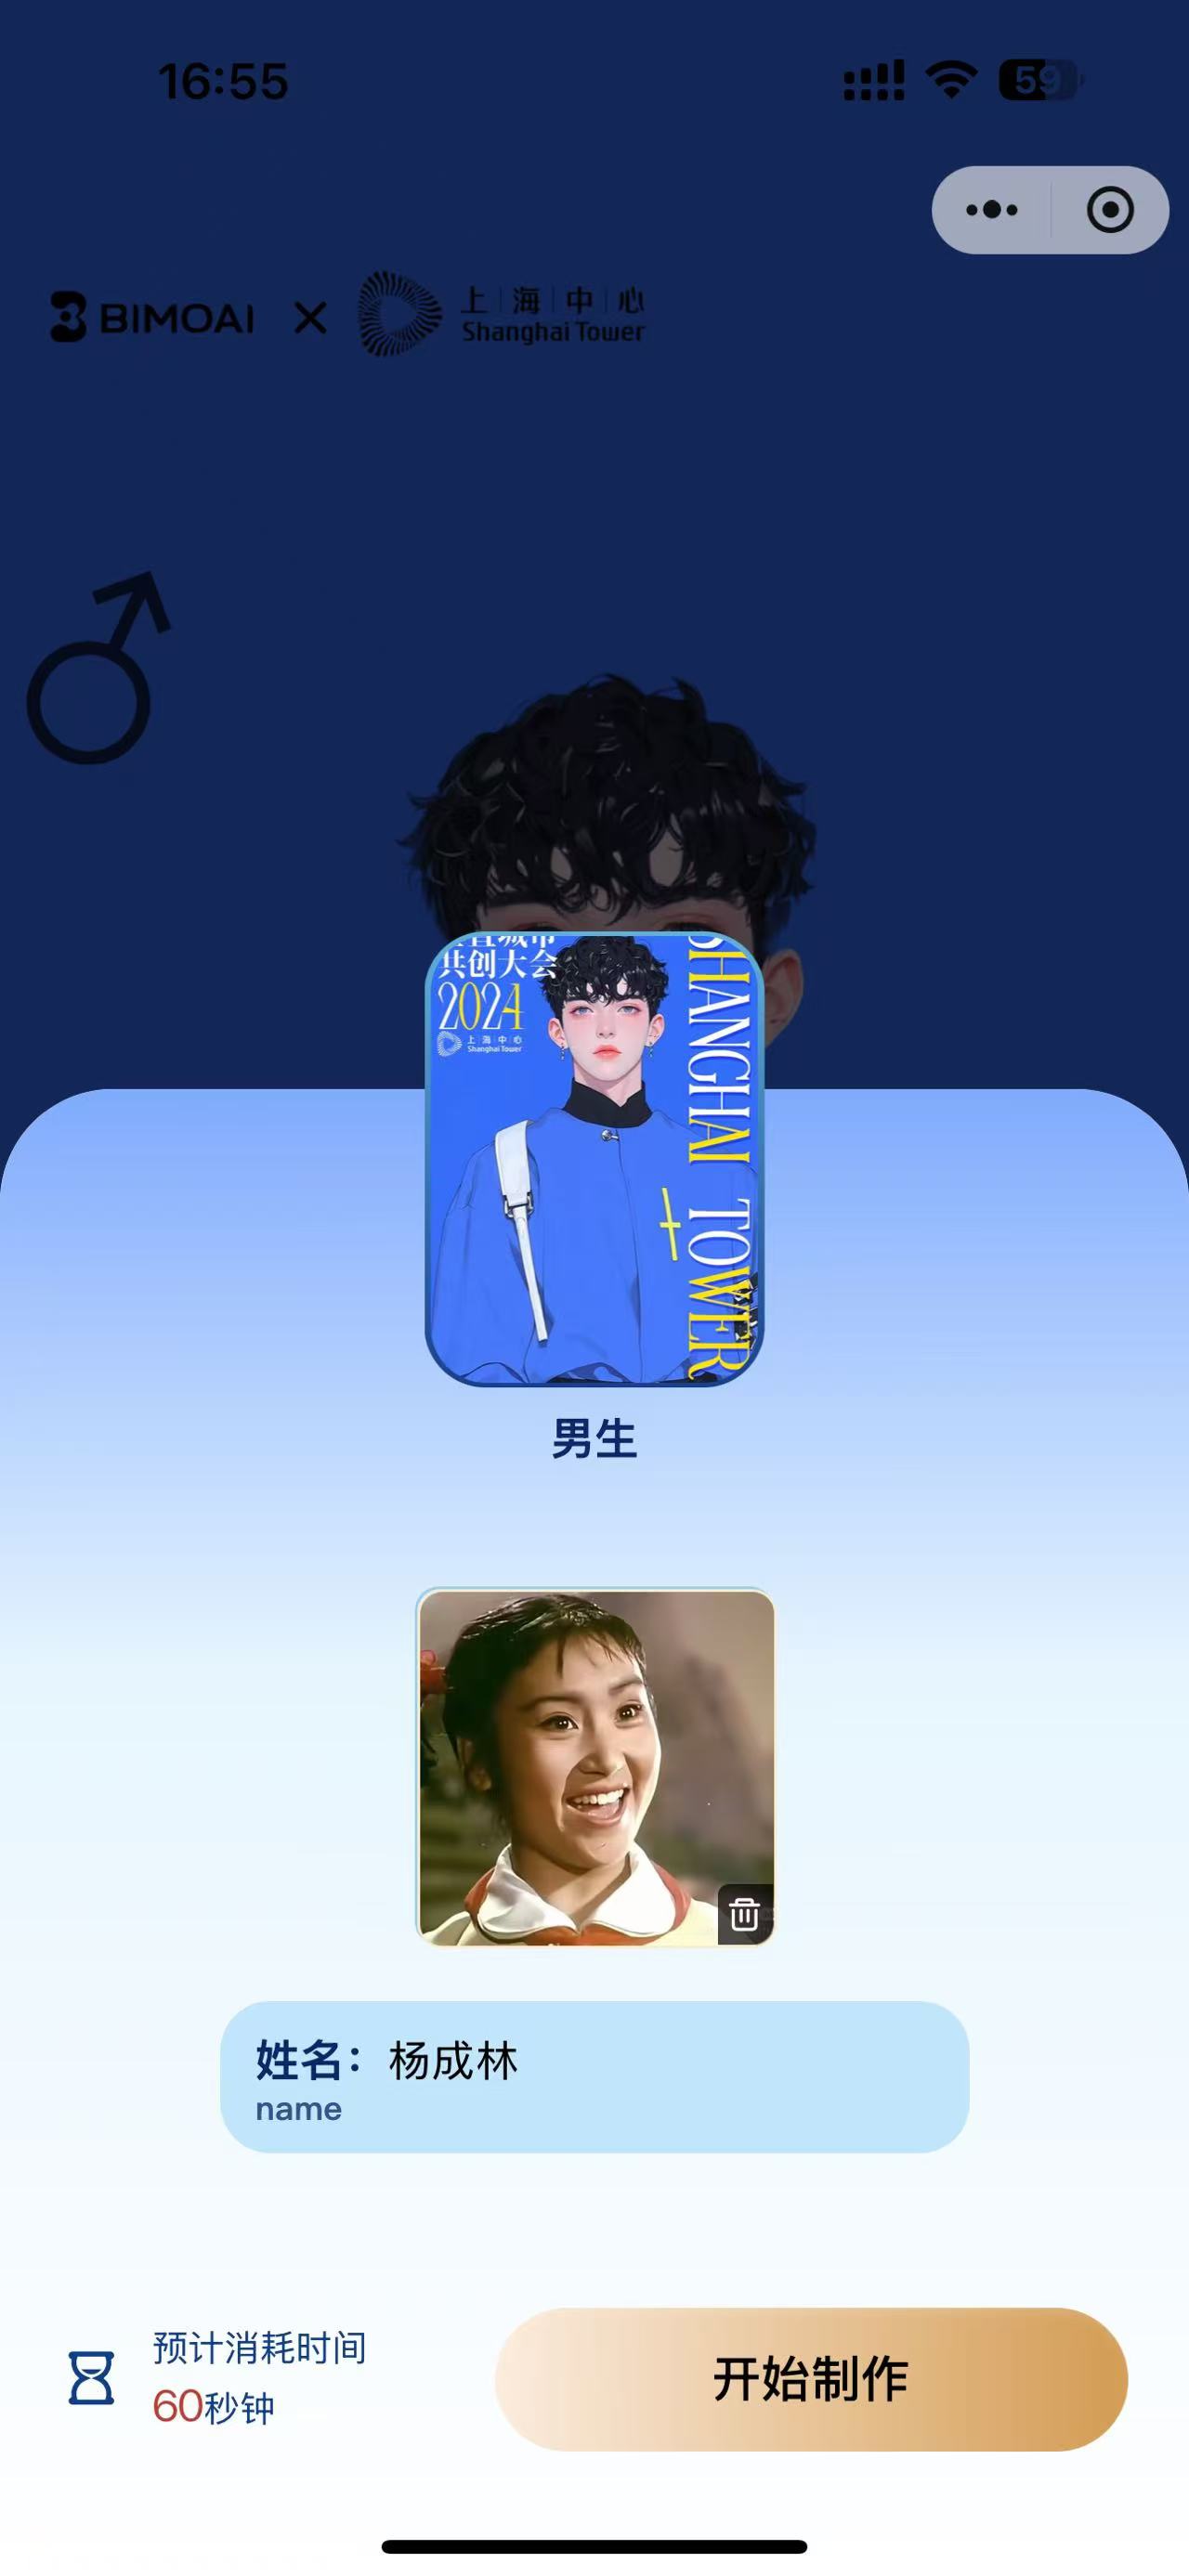 16:55
59
BIMOAI × 上海中心
Shanghai Tower
共创大会
2024
上海中心
Shanghai Tower
SHANGHAI TOWER
男生
姓名：杨成林
name
预计消耗时间
60秒钟
开始制作